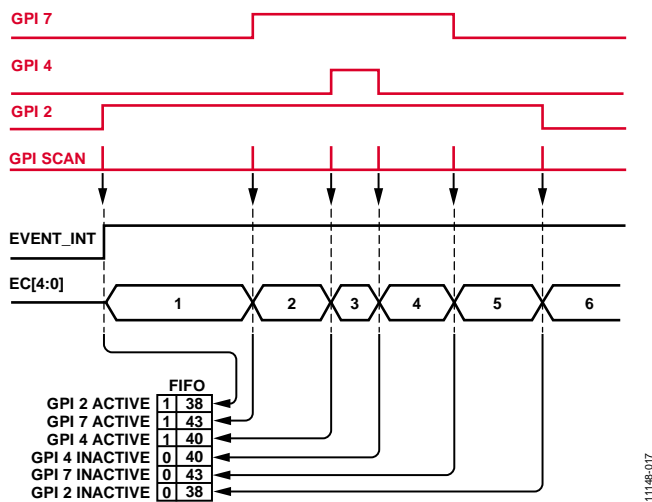 GPI 7
GPI 4
GPI 2
GPI SCAN
EVENT_INT
EC[4:0]
1 2 3 4 5 6
FIFO
GPI 2 ACTIVE 1 38
GPI 7 ACTIVE 1 43
GPI 4 ACTIVE 1 40
GPI 4 INACTIVE 0 40
GPI 7 INACTIVE 0 43
GPI 2 INACTIVE 0 38
11148-017